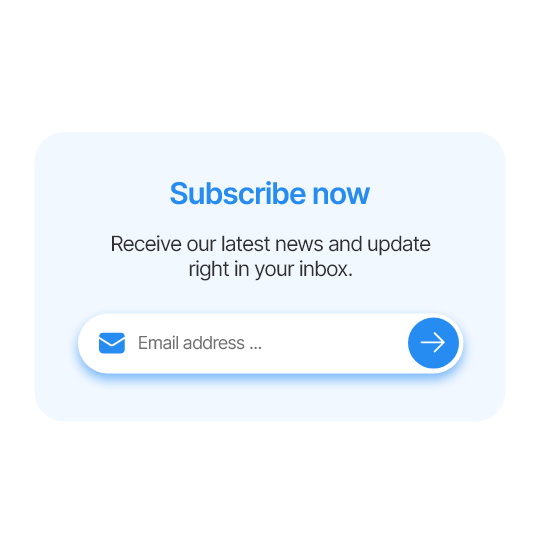 Subscribe now
Receive our latest news and update
right in your inbox.
Email address ...